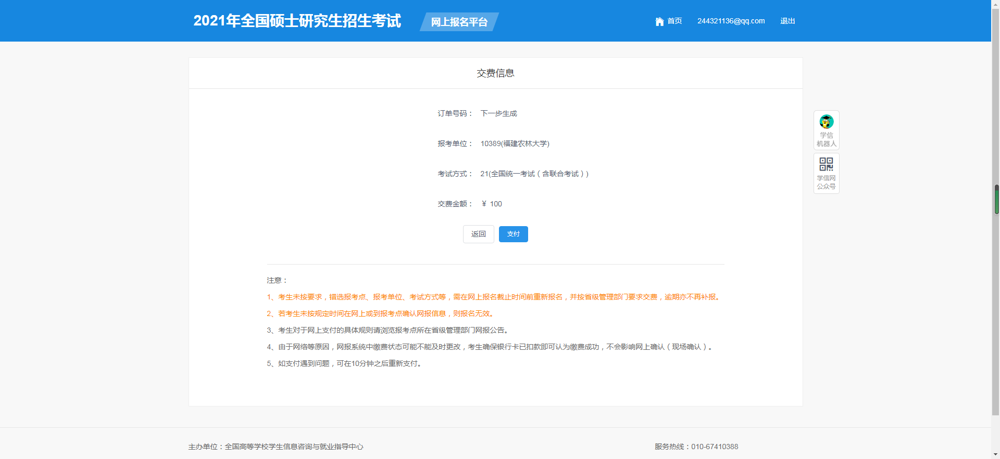 2021年全国硕士研究生招生考试
网上报名平台
首页
244321136@qq.com
退出
交费信息
订单号码： 下一步生成
报考单位： 10389(福建农林大学)
考试方式： 21(全国统一考试（含联合考试）)
交费金额： ￥ 100
返回
支付
学信
机器人
学信网
公众号
注意：
1、考生未按要求，错选报考点、报考单位、考试方式等，需在网上报名截止时间前重新报名，并按省级管理部门要求交费，逾期亦不再补报。
2、若考生未按规定时间在网上或到报考点确认网报信息，则报名无效。
3、考生对于网上支付的具体规则请浏览报考点所在省级管理部门网报公告。
4、由于网络等原因，网报系统中缴费状态可能不能及时更改，考生确保银行卡已扣款即可认为缴费成功，不会影响网上确认（现场确认）。
5、如支付遇到问题，可在10分钟之后重新支付。
主办单位：全国高等学校学生信息咨询与就业指导中心
服务热线：010-67410388